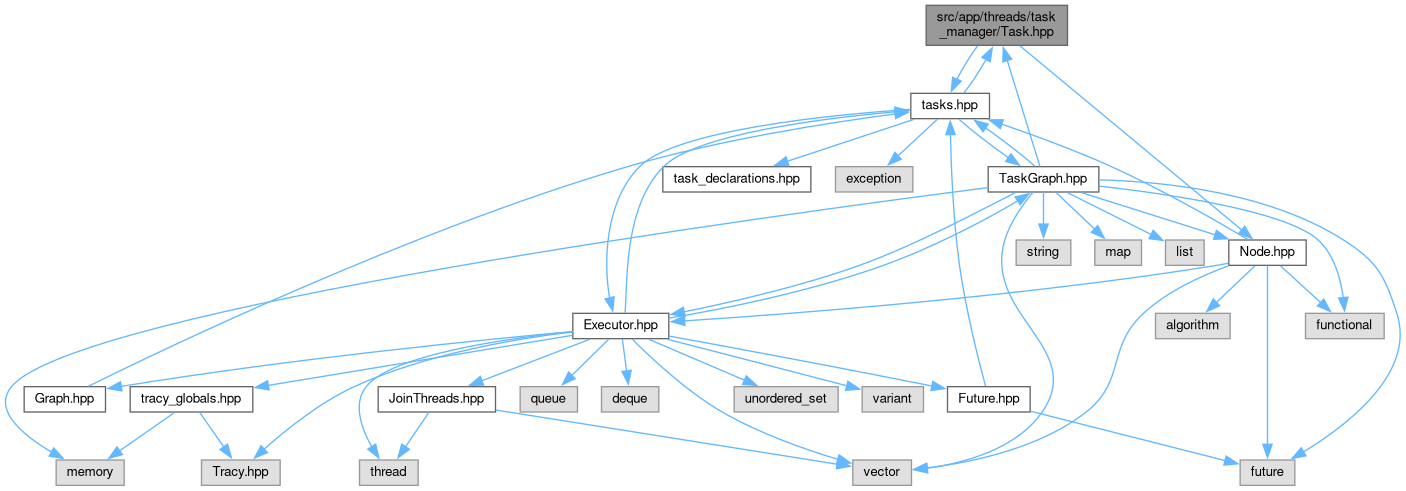 src/app/threads/task
_manager/Task.hpp
tasks.hpp
task_declarations.hpp
exception
TaskGraph.hpp
string
map
list
Node.hpp
algorithm
functional
Executor.hpp
Graph.hpp
tracy_globals.hpp
JoinThreads.hpp
queue
deque
unordered_set
variant
Future.hpp
memory
Tracy.hpp
thread
vector
future